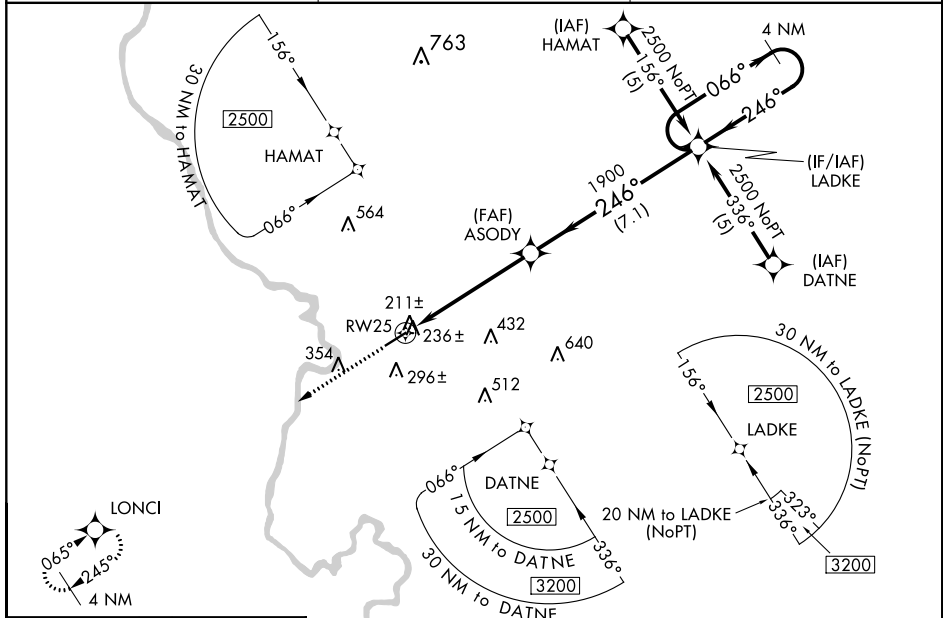 (IAF)
HAMAT
4 NM
763
2500 NoPT
156°
(5)
066°
246°
156°
30 NM to HAMAT
2500
HAMAT
066°
564
(IF/IAF)
LADKE
1900
246°
(7.1)
2500 NoPT
336°
(5)
(FAF)
ASODY
(IAF)
DATNE
211±
RW25
236±
432
640
354
296±
512
30 NM to LADKE (NoPT)
156°
2500
LADKE
20 NM to LADKE
(NoPT)
323°
336°
3200
066°
DATNE
2500
15 NM to DATNE
336°
3200
30 NM to DATNE
LONCI
065°
245°
4 NM